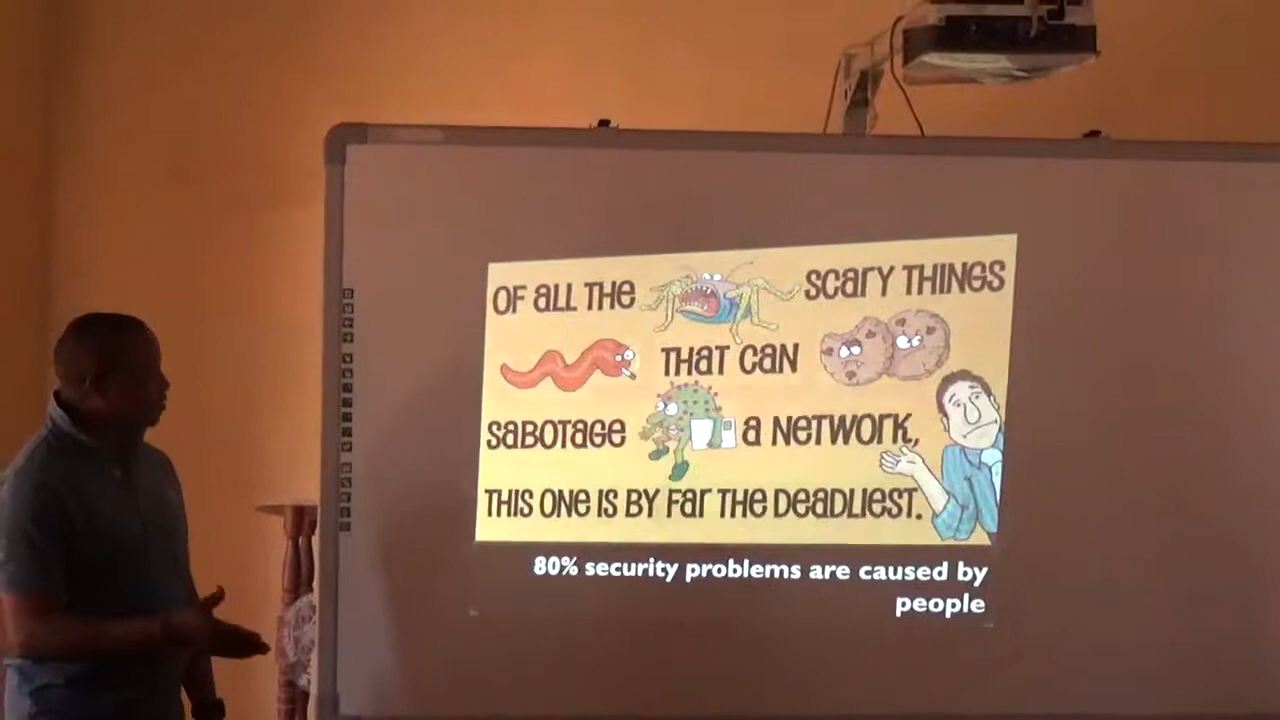 OF all THE SCary THINGS
THAT CAN
SaBOTaGE a NETWOrK,
THIS ONe IS BY Far THE DEaDLIEST.
80% security problems are caused by
people